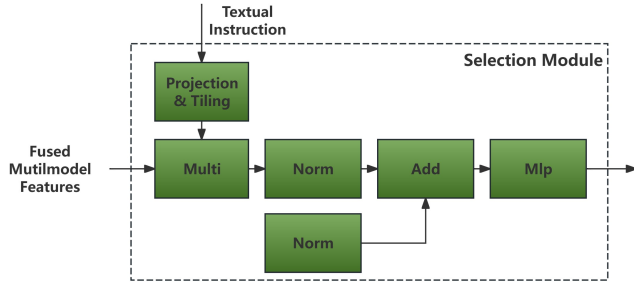 Textual
Instruction
Selection Module
Projection
& Tiling
Fused
Mutilmodel
Features
Multi
Norm
Add
Mlp
Norm